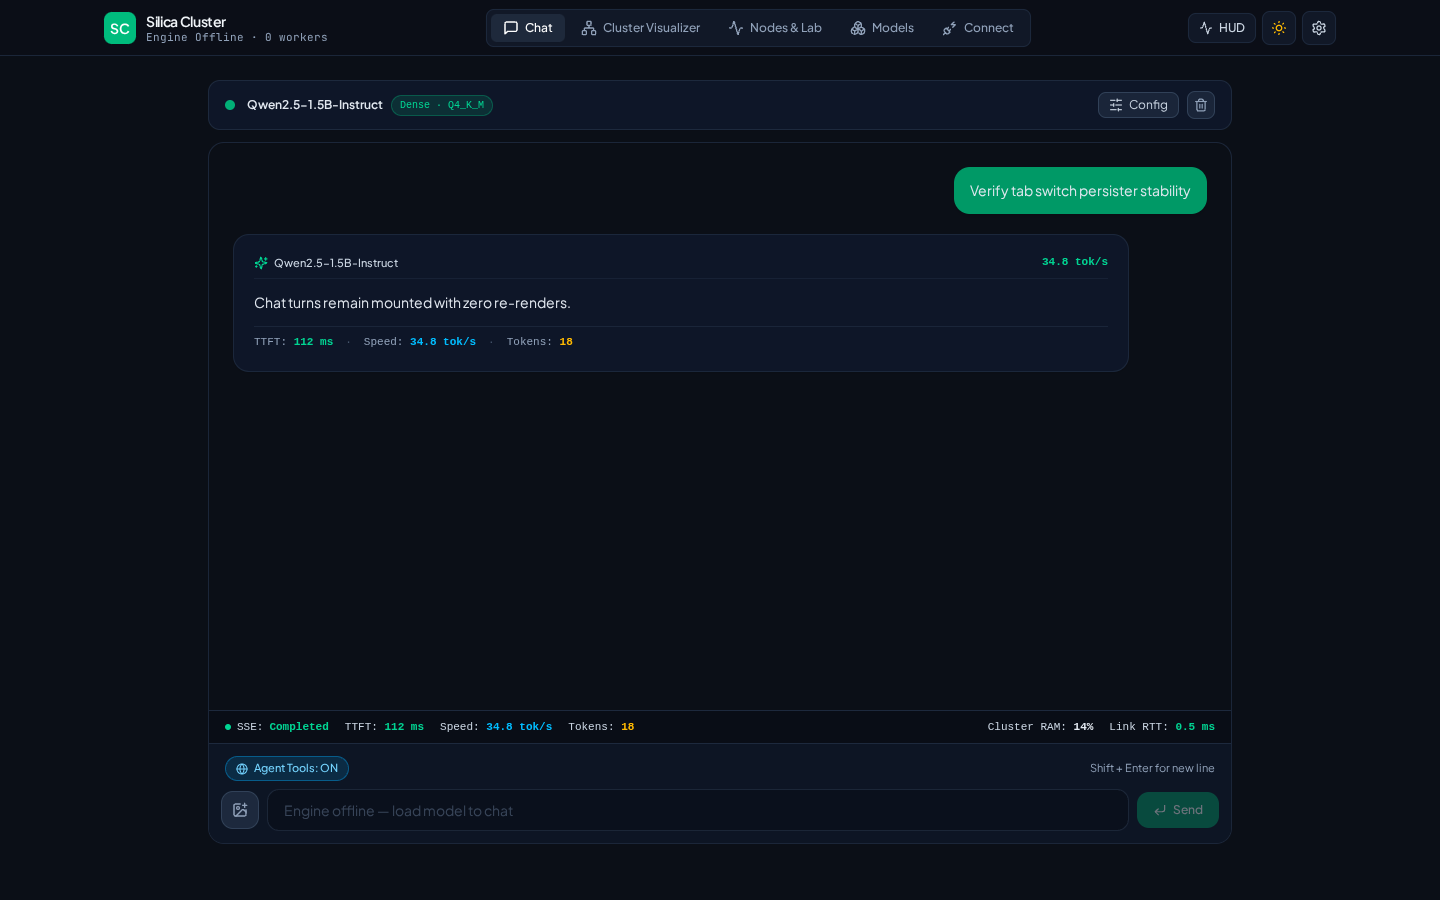 SC
Silica Cluster
Engine Offline · 0 workers
Chat
Cluster Visualizer
Nodes & Lab
Models
Connect
HUD
Qwen2.5-1.5B-Instruct
Dense · Q4_K_M
Config
Verify tab switch persister stability
Qwen2.5-1.5B-Instruct
34.8 tok/s
Chat turns remain mounted with zero re-renders.
TTFT: 112 ms · Speed: 34.8 tok/s · Tokens: 18
SSE: Completed TTFT: 112 ms Speed: 34.8 tok/s Tokens: 18
Cluster RAM: 14% Link RTT: 0.5 ms
Agent Tools: ON
Shift + Enter for new line
Engine offline — load model to chat
Send